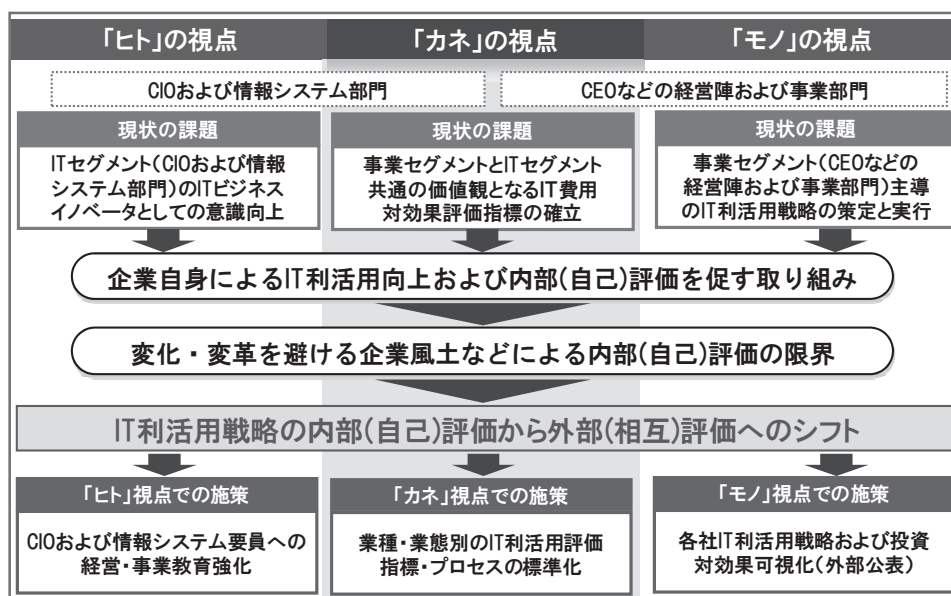 「ヒト」の視点
「カネ」の視点
「モノ」の視点
CIOおよび情報システム部門
CEOなどの経営陣および事業部門
現状の課題
ITセグメント(CIOおよび情報
システム部門)のITビジネス
イノベータとしての意識向上
現状の課題
事業セグメントとITセグメント
共通の価値観となるIT費用
対効果評価指標の確立
現状の課題
事業セグメント(CEOなどの
経営陣および事業部門)主導
のIT利活用戦略の策定と実行
企業自身によるIT利活用向上および内部(自己)評価を促す取り組み
変化・変革を避ける企業風土などによる内部(自己)評価の限界
IT利活用戦略の内部(自己)評価から外部(相互)評価へのシフト
「ヒト」視点での施策
CIOおよび情報システム要員への
経営・事業教育強化
「カネ」視点での施策
業種・業態別のIT利活用評価
指標・プロセスの標準化
「モノ」視点での施策
各社IT利活用戦略および投資
対効果可視化(外部公表)